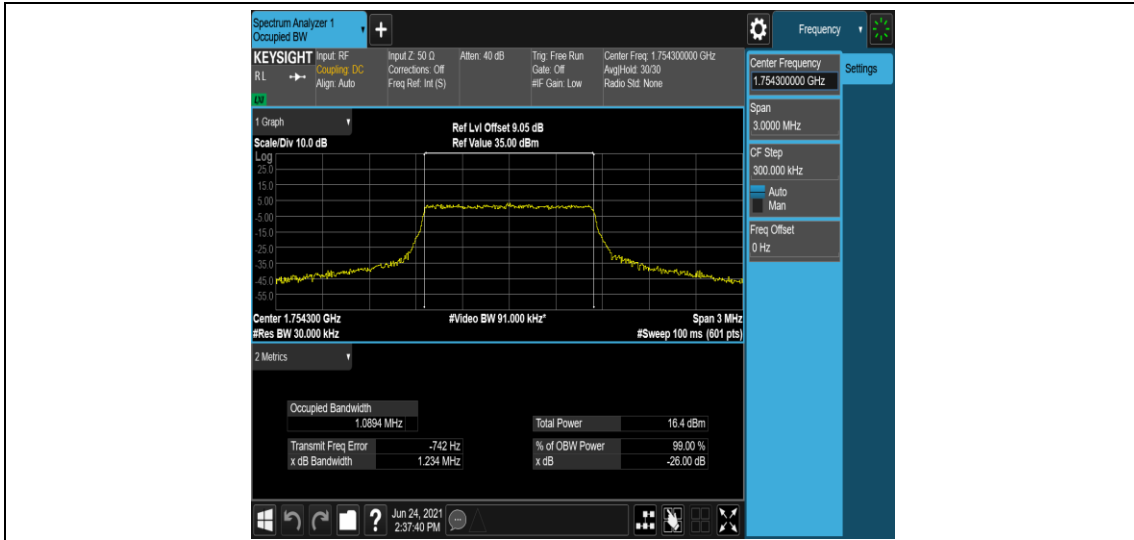 Spectrum Analyzer 1
Occupied BW
+
Frequency
KEYSIGHT
RL
LXI
Input: RF
Coupling: DC
Align: Auto
Input Z: 50 Ω
Corrections: Off
Freq Ref: Int (S)
Atten: 40 dB
Trig: Free Run
Gate: Off
#IF Gain: Low
Center Freq: 1.754300000 GHz
Avg|Hold: 30/30
Radio Std: None
Center Frequency
1.754300000 GHz
Settings
Span
3.0000 MHz
CF Step
300.000 kHz
Auto
Man
Freq Offset
0 Hz
1 Graph
Scale/Div 10.0 dB
Ref Lvl Offset 9.05 dB
Ref Value 35.00 dBm
Log
25.0
15.0
5.00
-5.00
-15.0
-25.0
-35.0
-45.0
-55.0
Center 1.754300 GHz
#Res BW 30.000 kHz
#Video BW 91.000 kHz*
Span 3 MHz
#Sweep 100 ms (601 pts)
2 Metrics
Occupied Bandwidth
1.0894 MHz
Total Power 16.4 dBm
Transmit Freq Error -742 Hz
% of OBW Power 99.00 %
x dB Bandwidth 1.234 MHz
x dB -26.00 dB
?
Jun 24, 2021
2:37:40 PM